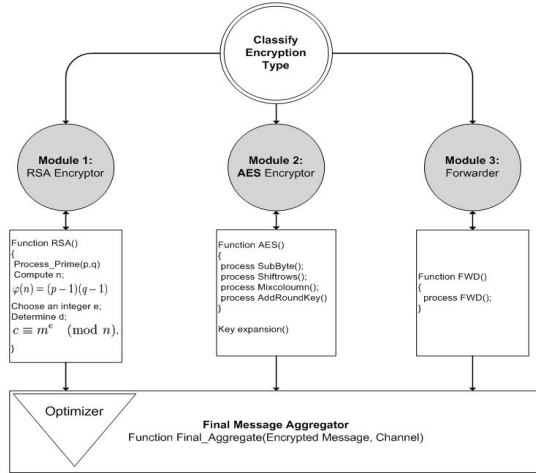 Classify
Encryption
Type
Module 1:
RSA Encryptor
Module 2:
AES Encryptor
Module 3:
Forwarder
Function RSA()
{
Process_Prime(p,q)
Compute n;
φ(n) = (p − 1)(q − 1)
Choose an integer e;
Determine d;
c ≡ mᵉ (mod n).
}
Function AES()
{
process SubByte();
process Shiftrows();
process Mixcoloumn();
process AddRoundKey()
}
Key expansion()
Function FWD()
{
process FWD();
}
Optimizer
Final Message Aggregator
Function Final_Aggregate(Encrypted Message, Channel)